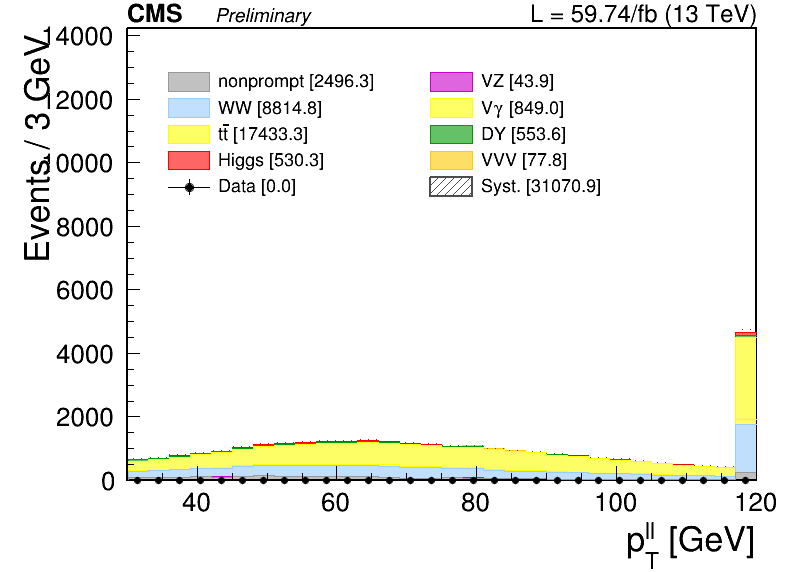 CMS Preliminary L = 59.74/fb (13 TeV)
Events / 3 GeV
14000
12000
10000
8000
6000
4000
2000
0
nonprompt [2496.3]
WW [8814.8]
tt̅ [17433.3]
Higgs [530.3]
Data [0.0]
VZ [43.9]
Vγ [849.0]
DY [553.6]
VVV [77.8]
Syst. [31070.9]
40 60 80 100 120
p_T^ll [GeV]